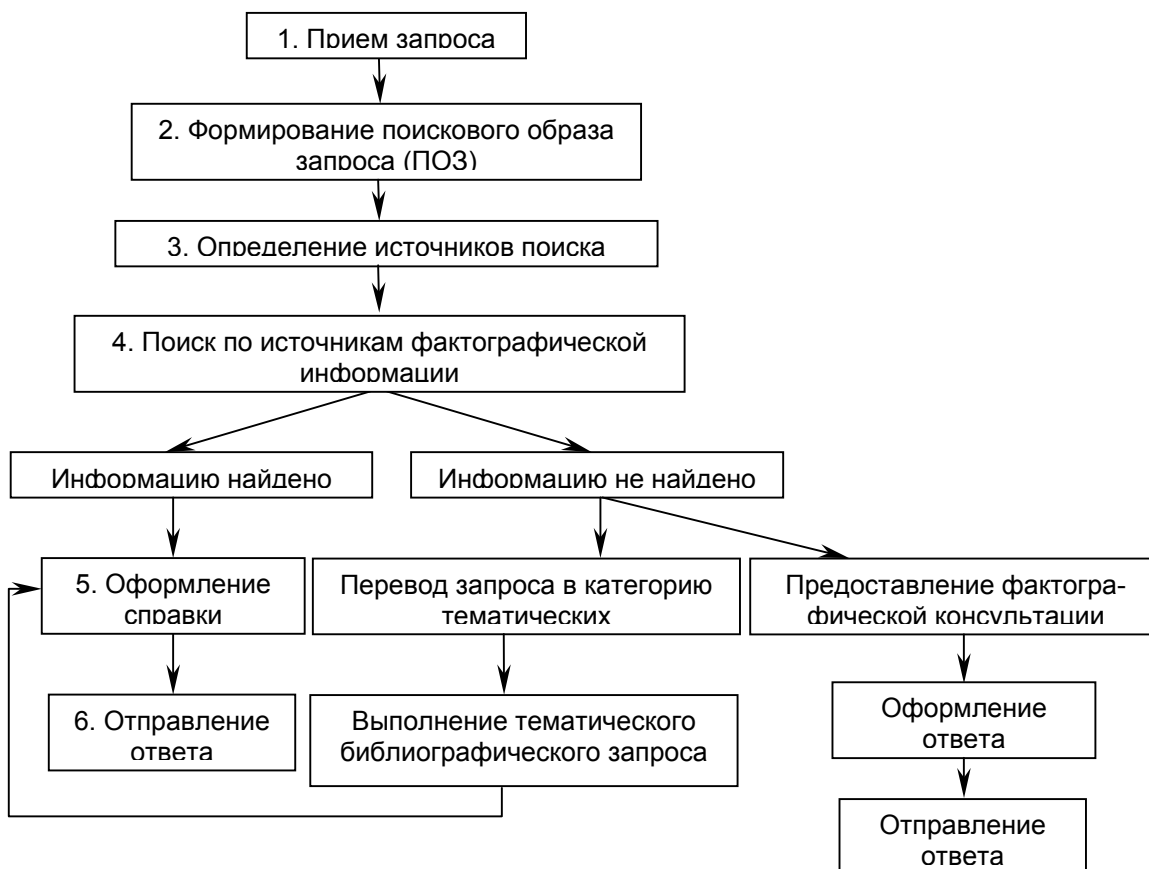 1. Прием запроса
2. Формирование поискового образа
запроса (ПОЗ)
3. Определение источников поиска
4. Поиск по источникам фактографической
информации
Информацию найдено
Информацию не найдено
5. Оформление
справки
Перевод запроса в категорию
тематических
Предоставление фактогра-
фической консультации
6. Отправление
ответа
Выполнение тематического
библиографического запроса
Оформление
ответа
Отправление
ответа